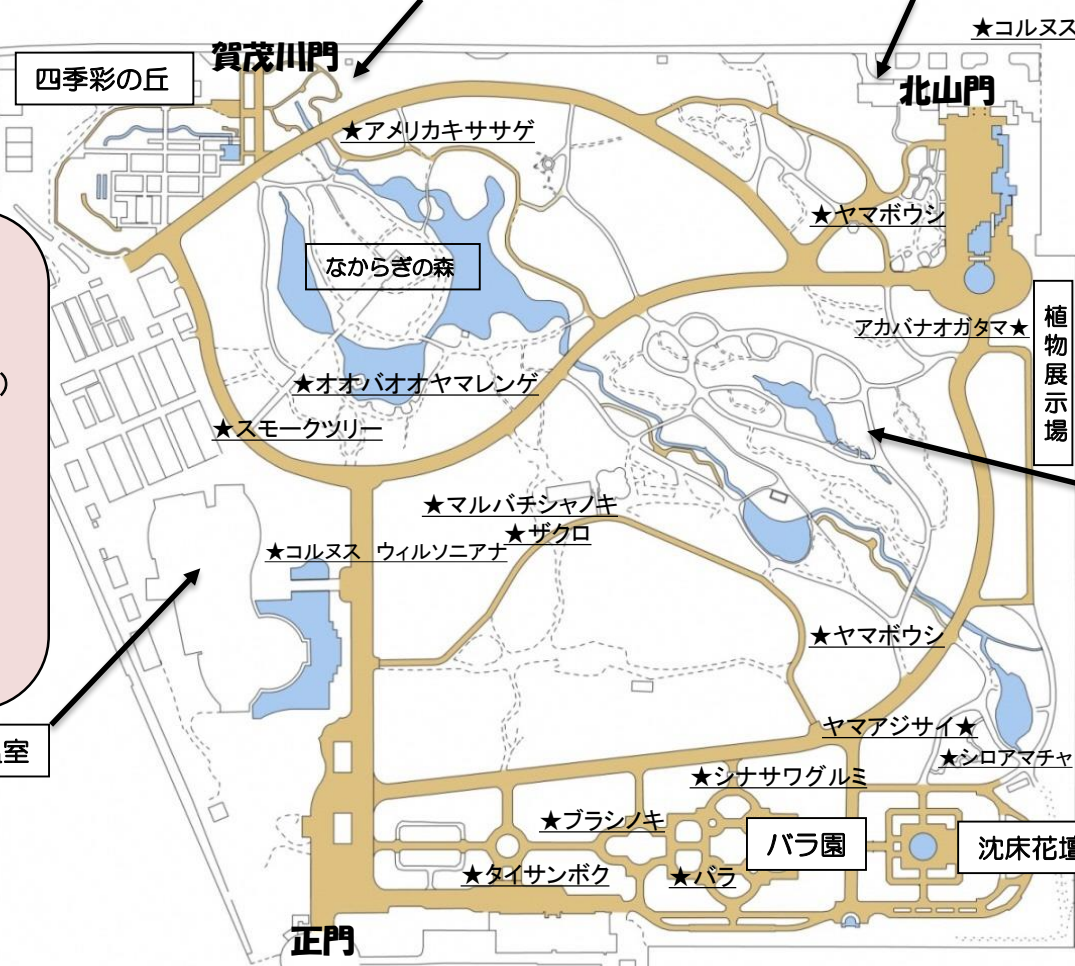 ★コルヌス
賀茂川門
四季彩の丘
北山門
★アメリカキササゲ
★ヤマボウシ
なからぎの森
植物展示場
アカバナオガタマ★
）
★オオバオオヤマレンゲ
★スモークツリー
★マルバチシャノキ
★ザクロ
★コルヌス　ウィルソニアナ
★ヤマボウシ
ヤマアジサイ★
室
★シロアマチャ
★シナサワグルミ
★ブラシノキ
バラ園
沈床花壇
★タイサンボク
★バラ
正門